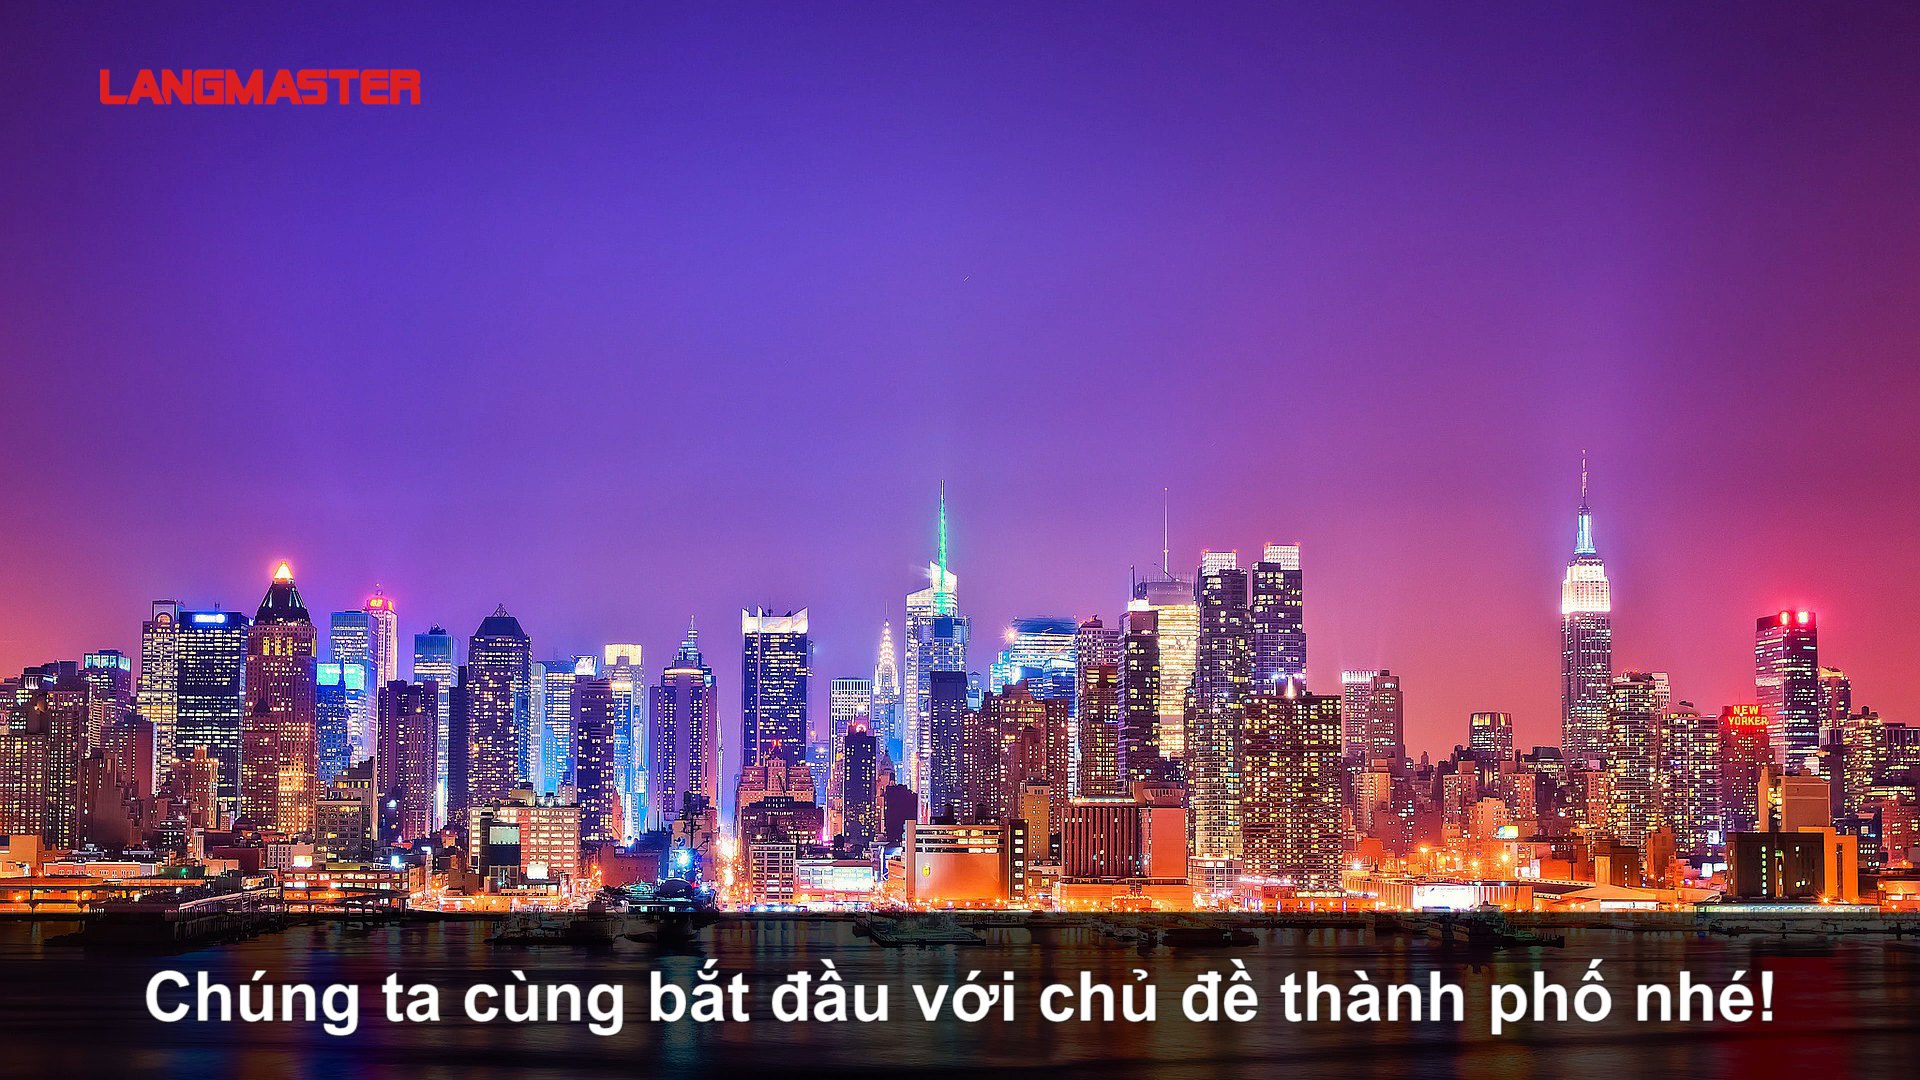 LANGMASTER
NEW
YORKER
Chúng ta cùng bắt đầu với chủ đề thành phố nhé!